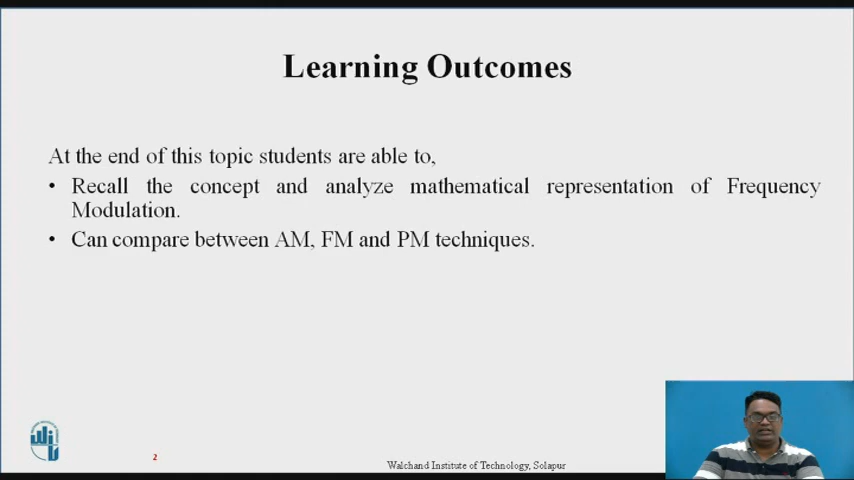 Learning Outcomes
At the end of this topic students are able to,
• Recall the concept and analyze mathematical representation of Frequency
Modulation.
• Can compare between AM, FM and PM techniques.
2
Walchand Institute of Technology, Solapur